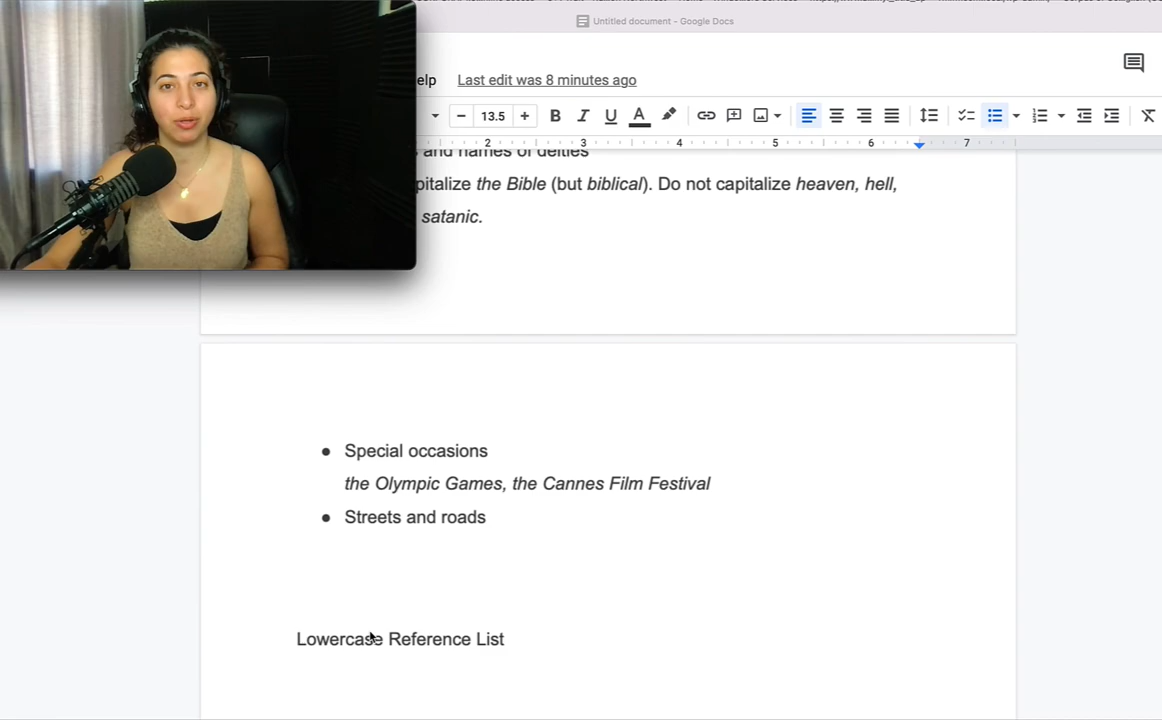 Untitled document - Google Docs
elp Last edit was 8 minutes ago
13.5
2 3 4 5 6 7
and names of deities
pitalize the Bible (but biblical). Do not capitalize heaven, hell,
satanic.
● Special occasions
the Olympic Games, the Cannes Film Festival
● Streets and roads
Lowercase Reference List